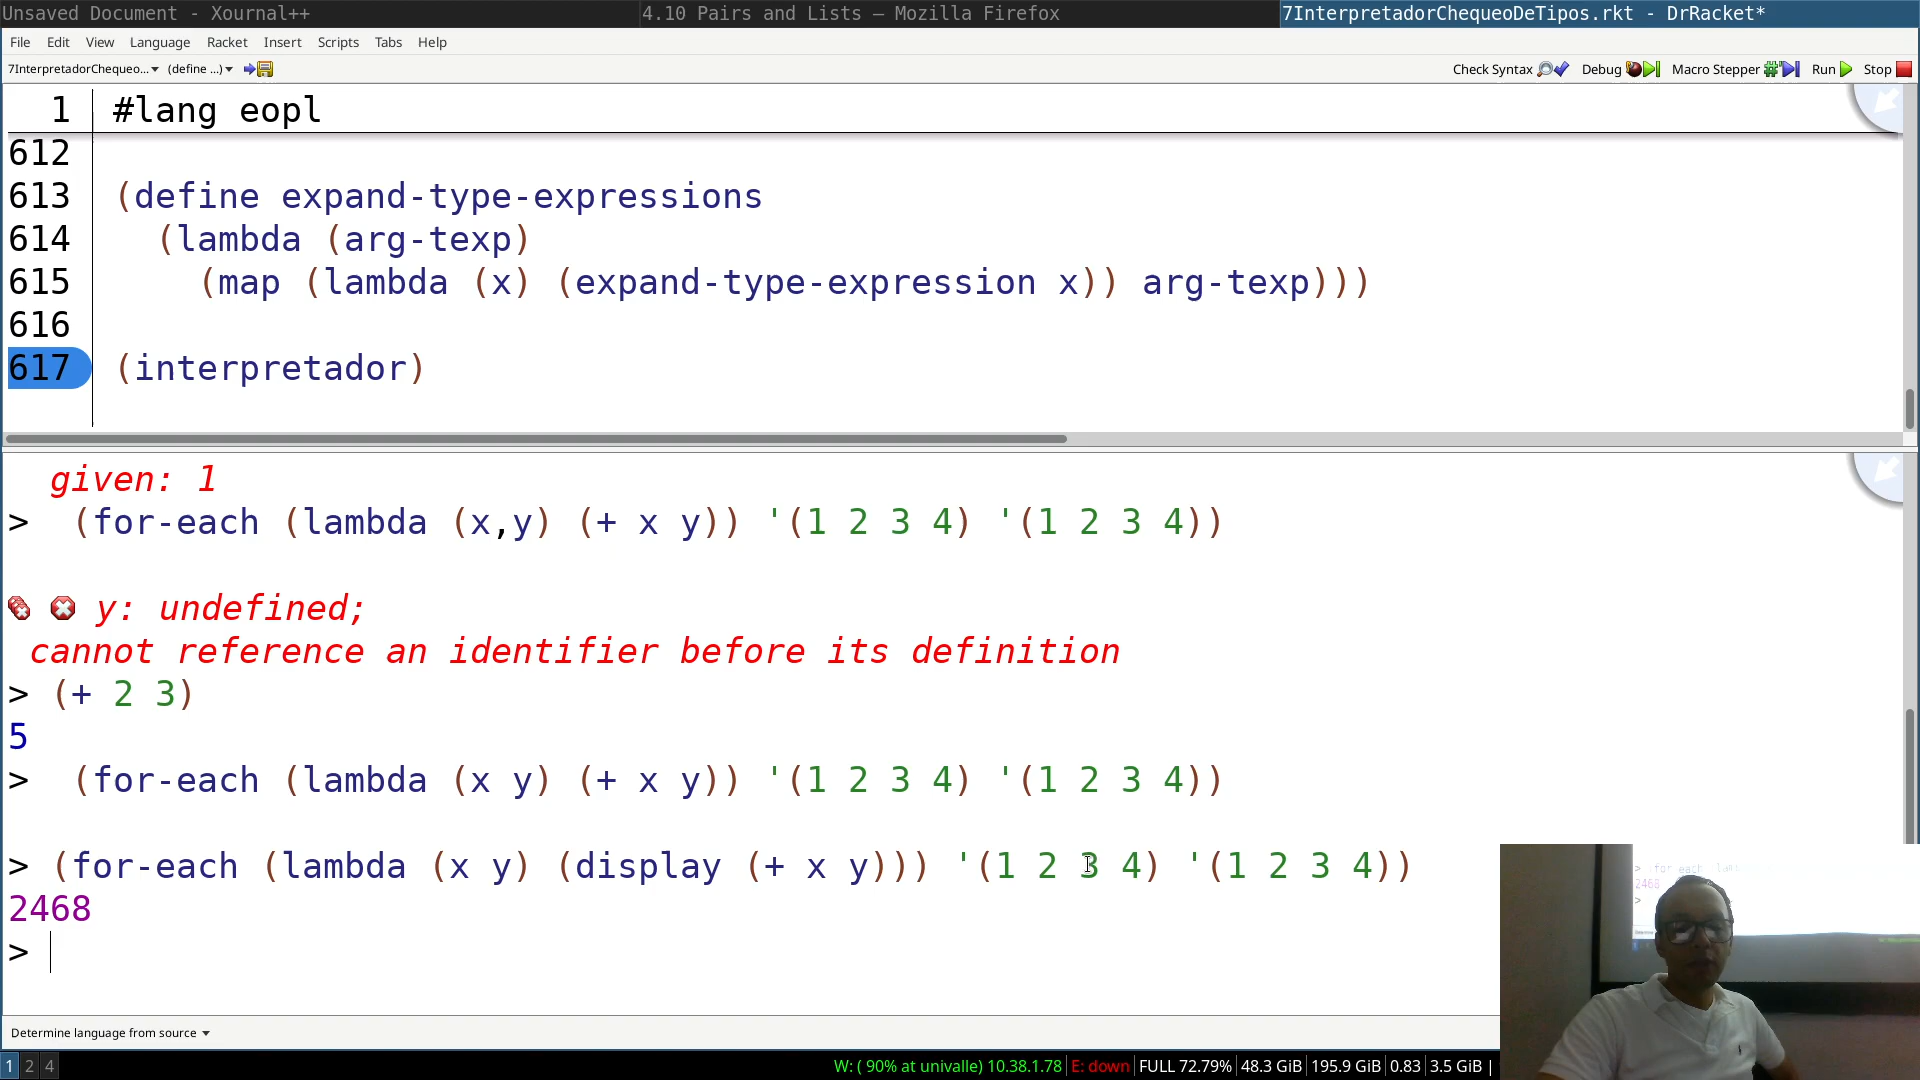 Unsaved Document - Xournal++
4.10 Pairs and Lists — Mozilla Firefox
7InterpretadorChequeoDeTipos.rkt - DrRacket*
File Edit View Language Racket Insert Scripts Tabs Help
7InterpretadorChequeo... (define ...)
Check Syntax Debug Macro Stepper Run Stop
1 #lang eopl
612
613 (define expand-type-expressions
614   (lambda (arg-texp)
615     (map (lambda (x) (expand-type-expression x)) arg-texp)))
616
617 (interpretador)
given: 1
>  (for-each (lambda (x,y) (+ x y)) '(1 2 3 4) '(1 2 3 4))
y: undefined;
cannot reference an identifier before its definition
> (+ 2 3)
5
>  (for-each (lambda (x y) (+ x y)) '(1 2 3 4) '(1 2 3 4))
> (for-each (lambda (x y) (display (+ x y))) '(1 2 3 4) '(1 2 3 4))
2468
>
Determine language from source
1 2 4
W: ( 90% at univalle) 10.38.1.78 | E: down | FULL 72.79% | 48.3 GiB | 195.9 GiB | 0.83 | 3.5 GiB |